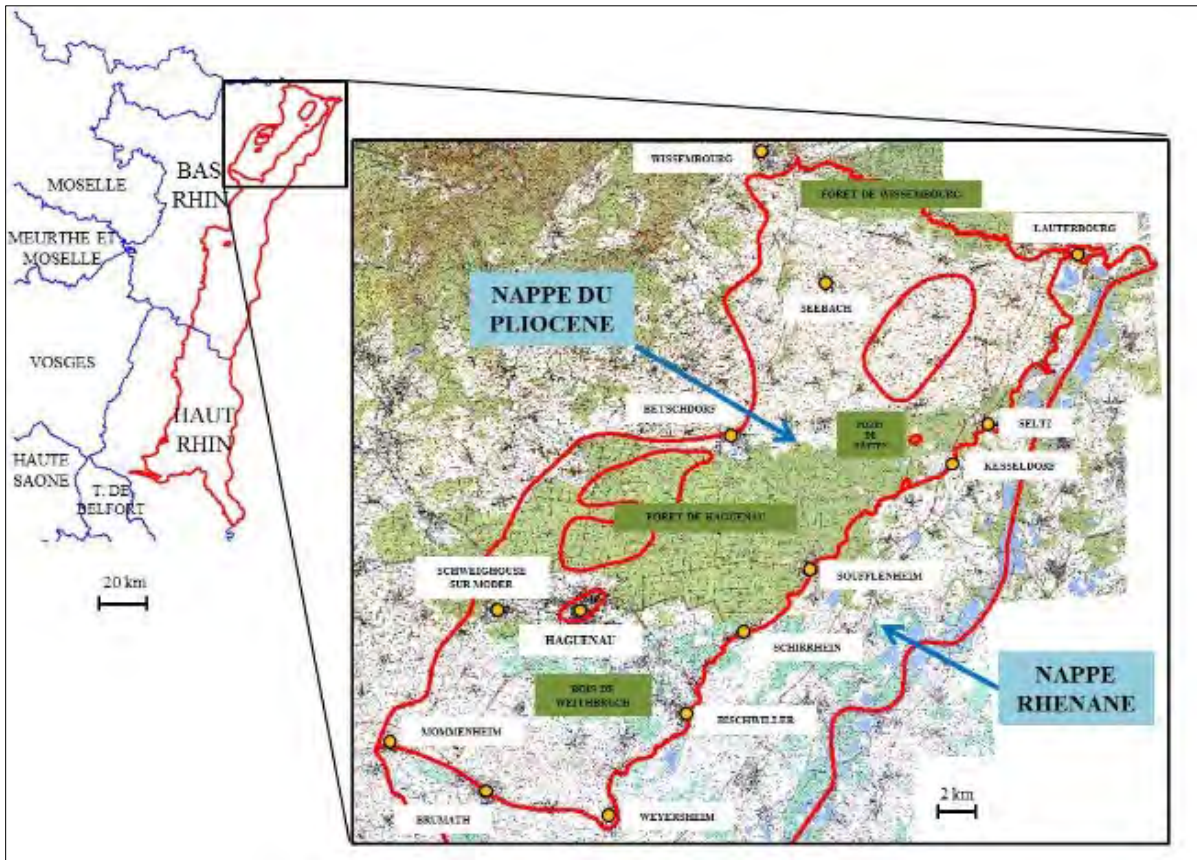 MOSELLE
MEURTHE ET
MOSELLE
VOSGES
HAUTE
SAONE
T. DE
BELFORT
BAS
RHIN
HAUT
RHIN
20 km
WISSEMBOURG
FORET DE WISSEMBOURG
LAUTERBOURG
NAPPE DU
PLIOCENE
SEEBACH
BETSCHDORF
SELTZ
KESSELDORF
FORET DE HAGUENAU
SCHWEIGHOUSE
SUR MODER
SOUFFLENHEIM
HAGUENAU
SCHIRRHEIN
BOIS DE
WEITBRUCH
NAPPE
RHENANE
BISCHWILLER
MOMMENHEIM
BRUMATH
WEYERSHEIM
2 km